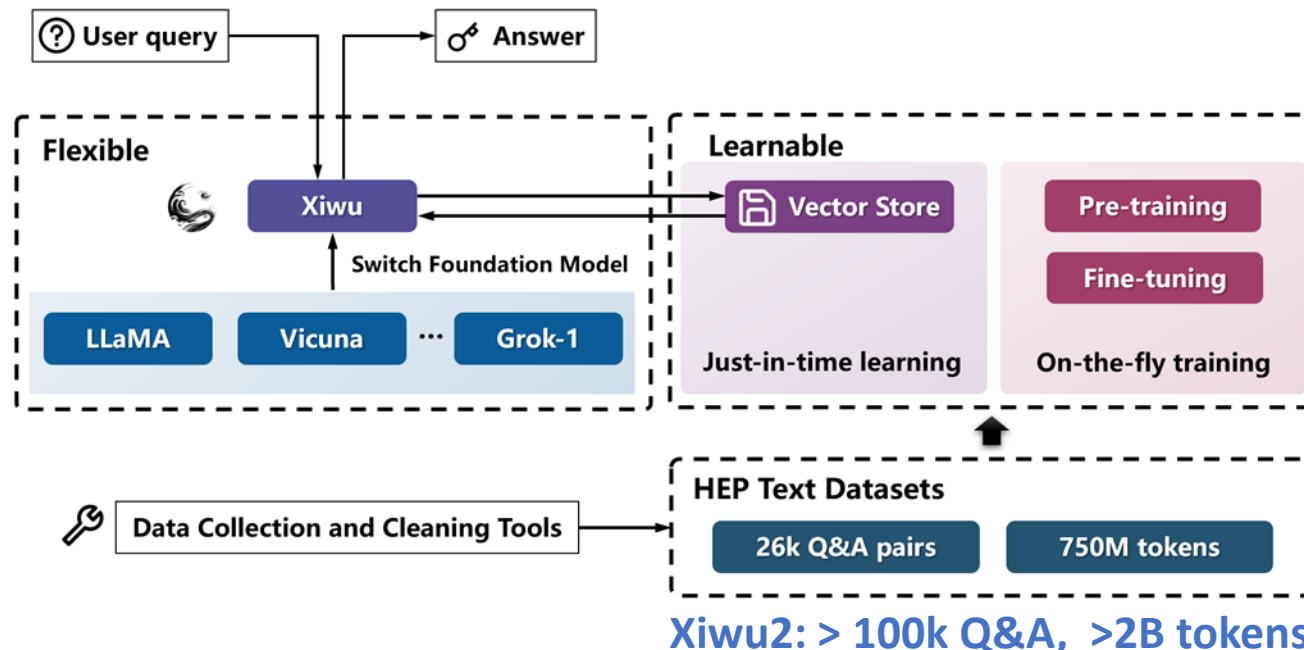 User query
Answer
Flexible
Learnable
Xiwu
Vector Store
Pre-training
Switch Foundation Model
Fine-tuning
LLaMA
Vicuna
...
Grok-1
Just-in-time learning
On-the-fly training
HEP Text Datasets
Data Collection and Cleaning Tools
26k Q&A pairs
750M tokens
Xiwu2: > 100k Q&A, >2B tokens